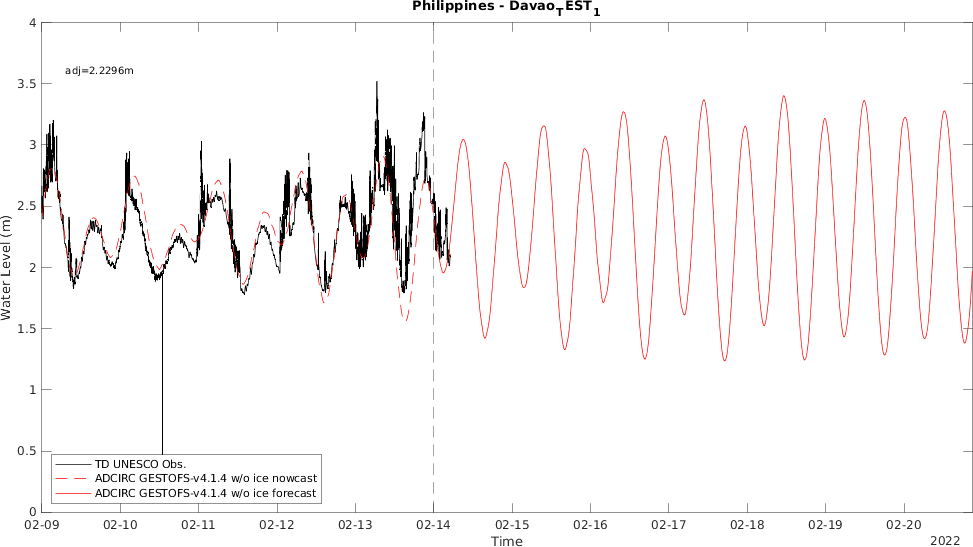 Philippines - Davao_TEST_1
4
3.5
3
2.5
2
1.5
1
0.5
0
Water Level (m)
adj=2.2296m
TD UNESCO Obs.
ADCIRC GESTOFS-v4.1.4 w/o ice nowcast
ADCIRC GESTOFS-v4.1.4 w/o ice forecast
02-09 02-10 02-11 02-12 02-13 02-14 02-15 02-16 02-17 02-18 02-19 02-20
Time
2022